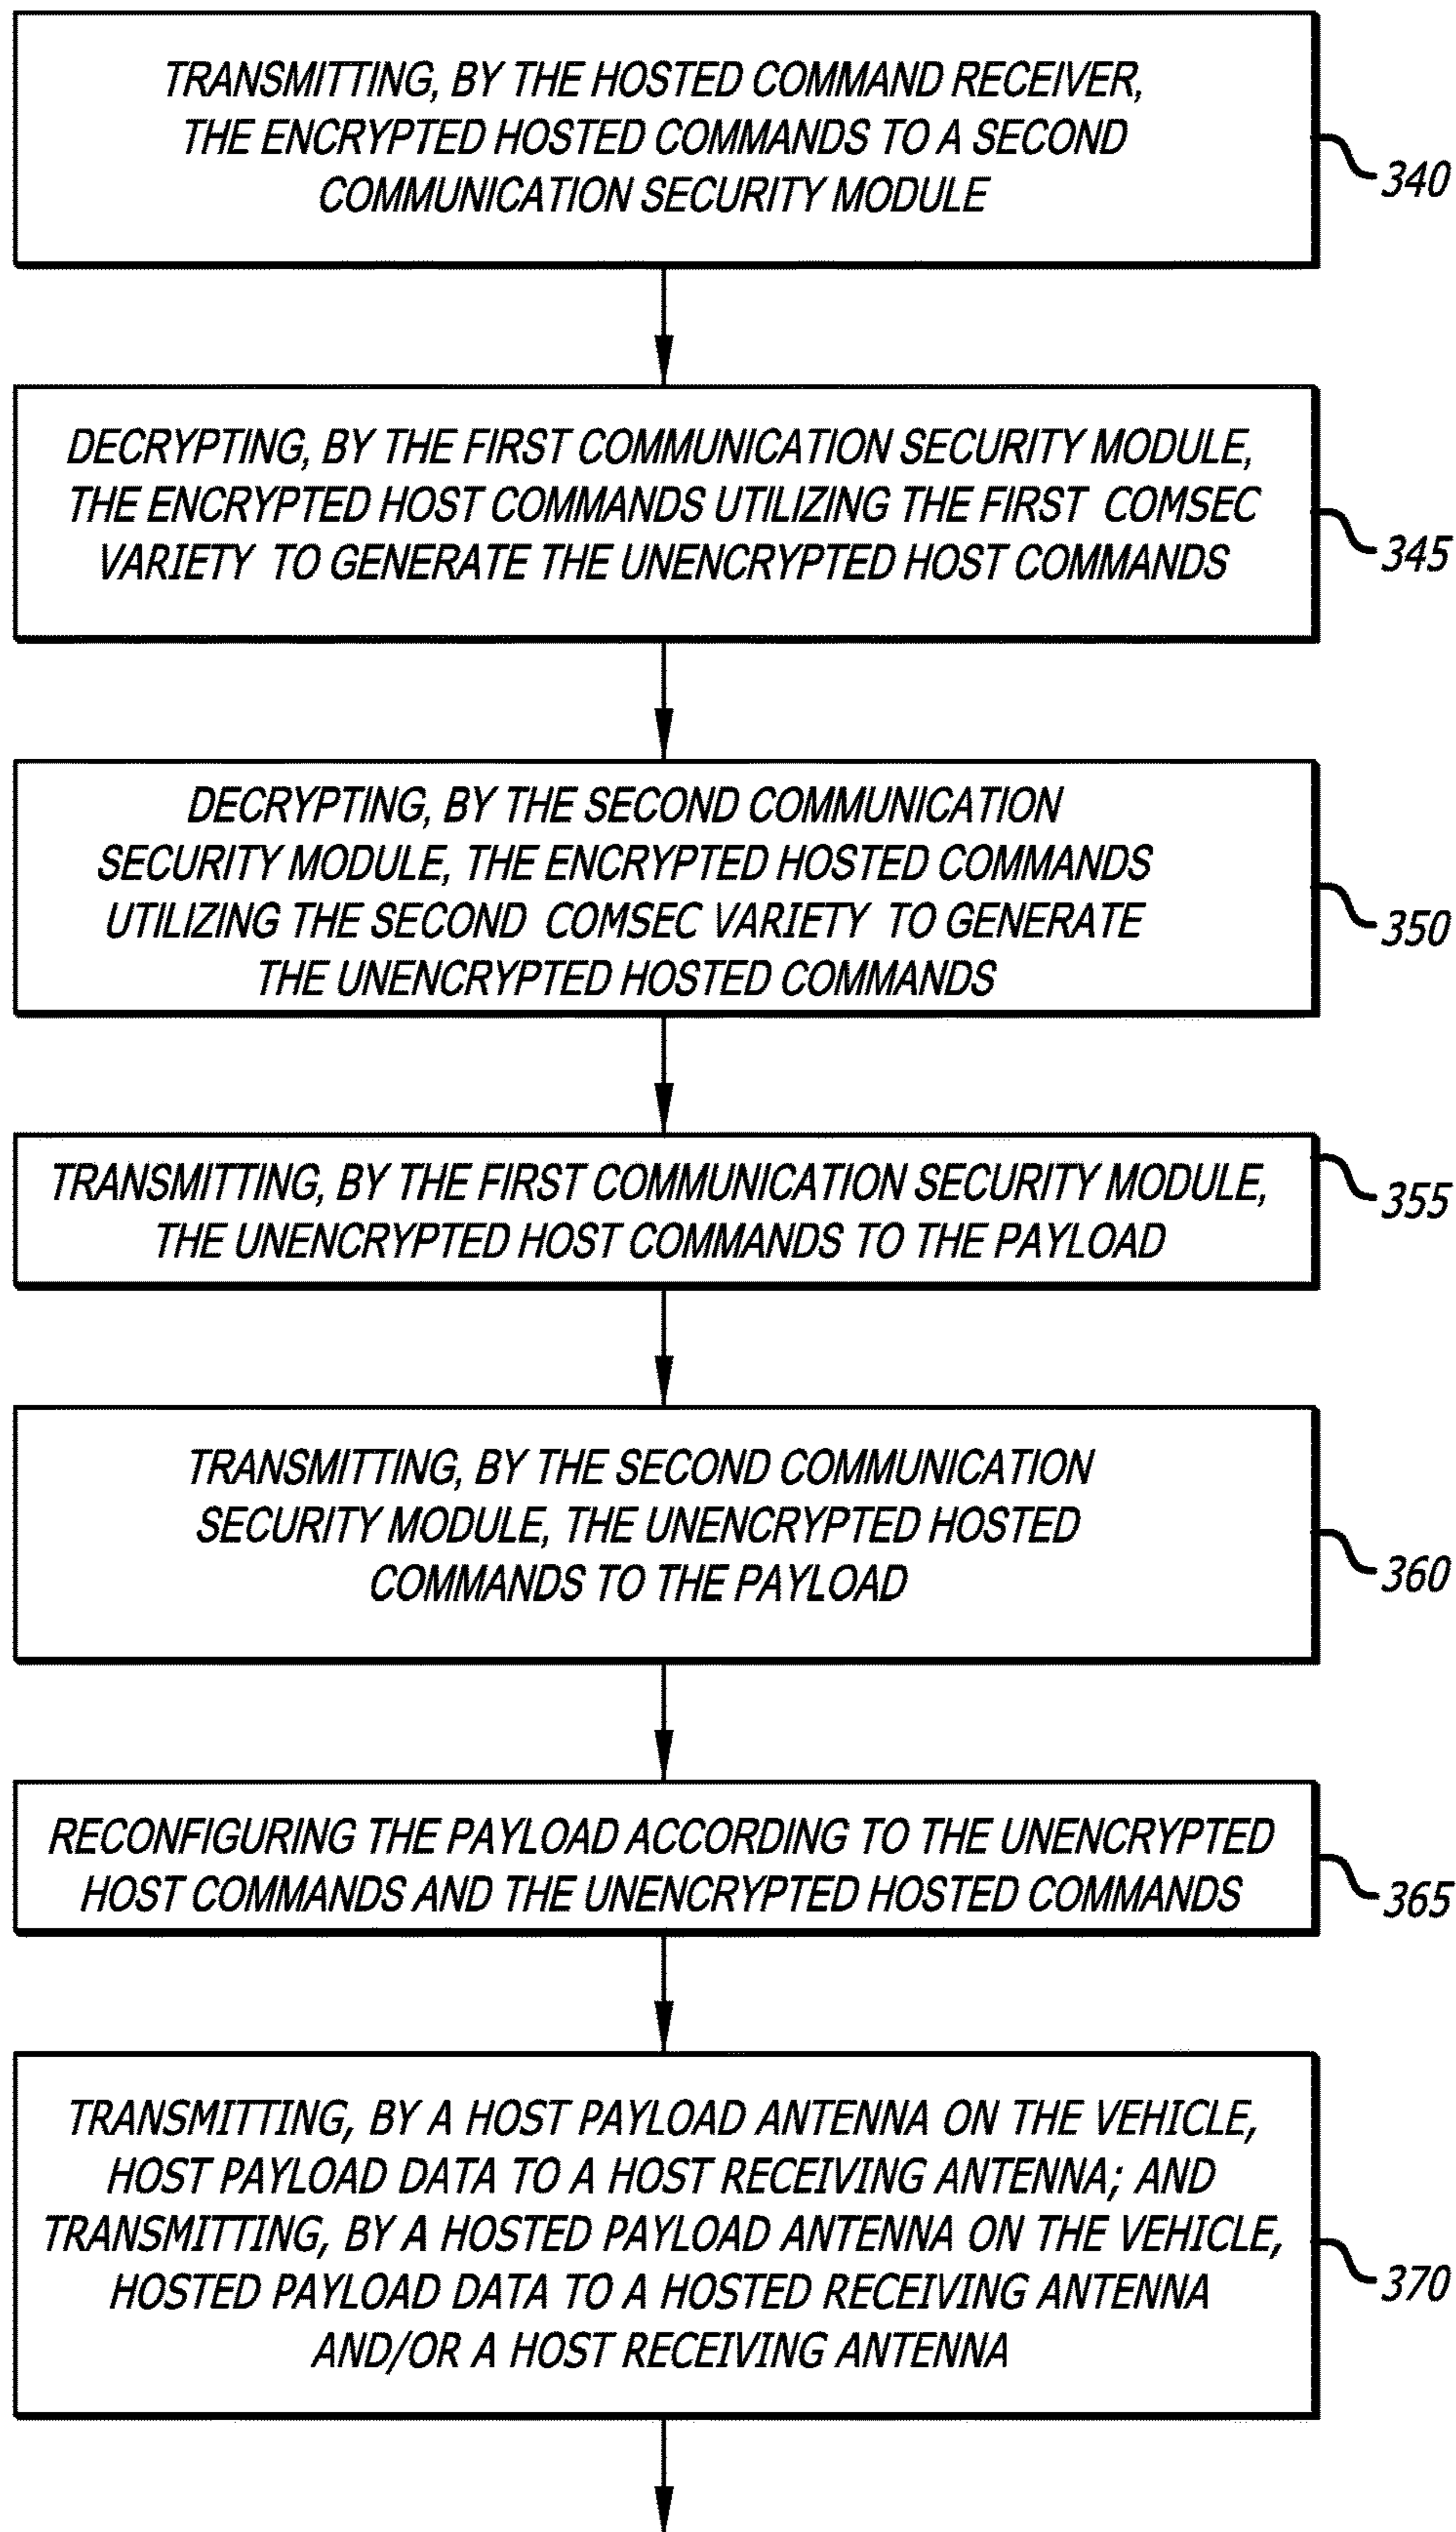 TRANSMITTING, BY THE HOSTED COMMAND RECEIVER,
THE ENCRYPTED HOSTED COMMANDS TO A SECOND
COMMUNICATION SECURITY MODULE
340
DECRYPTING, BY THE FIRST COMMUNICATION SECURITY MODULE,
THE ENCRYPTED HOST COMMANDS UTILIZING THE FIRST COMSEC
VARIETY TO GENERATE THE UNENCRYPTED HOST COMMANDS
345
DECRYPTING, BY THE SECOND COMMUNICATION
SECURITY MODULE, THE ENCRYPTED HOSTED COMMANDS
UTILIZING THE SECOND COMSEC VARIETY TO GENERATE
THE UNENCRYPTED HOSTED COMMANDS
350
TRANSMITTING, BY THE FIRST COMMUNICATION SECURITY MODULE,
THE UNENCRYPTED HOST COMMANDS TO THE PAYLOAD
355
TRANSMITTING, BY THE SECOND COMMUNICATION
SECURITY MODULE, THE UNENCRYPTED HOSTED
COMMANDS TO THE PAYLOAD
360
RECONFIGURING THE PAYLOAD ACCORDING TO THE UNENCRYPTED
HOST COMMANDS AND THE UNENCRYPTED HOSTED COMMANDS
365
TRANSMITTING, BY A HOST PAYLOAD ANTENNA ON THE VEHICLE,
HOST PAYLOAD DATA TO A HOST RECEIVING ANTENNA; AND
TRANSMITTING, BY A HOSTED PAYLOAD ANTENNA ON THE VEHICLE,
HOSTED PAYLOAD DATA TO A HOSTED RECEIVING ANTENNA
AND/OR A HOST RECEIVING ANTENNA
370